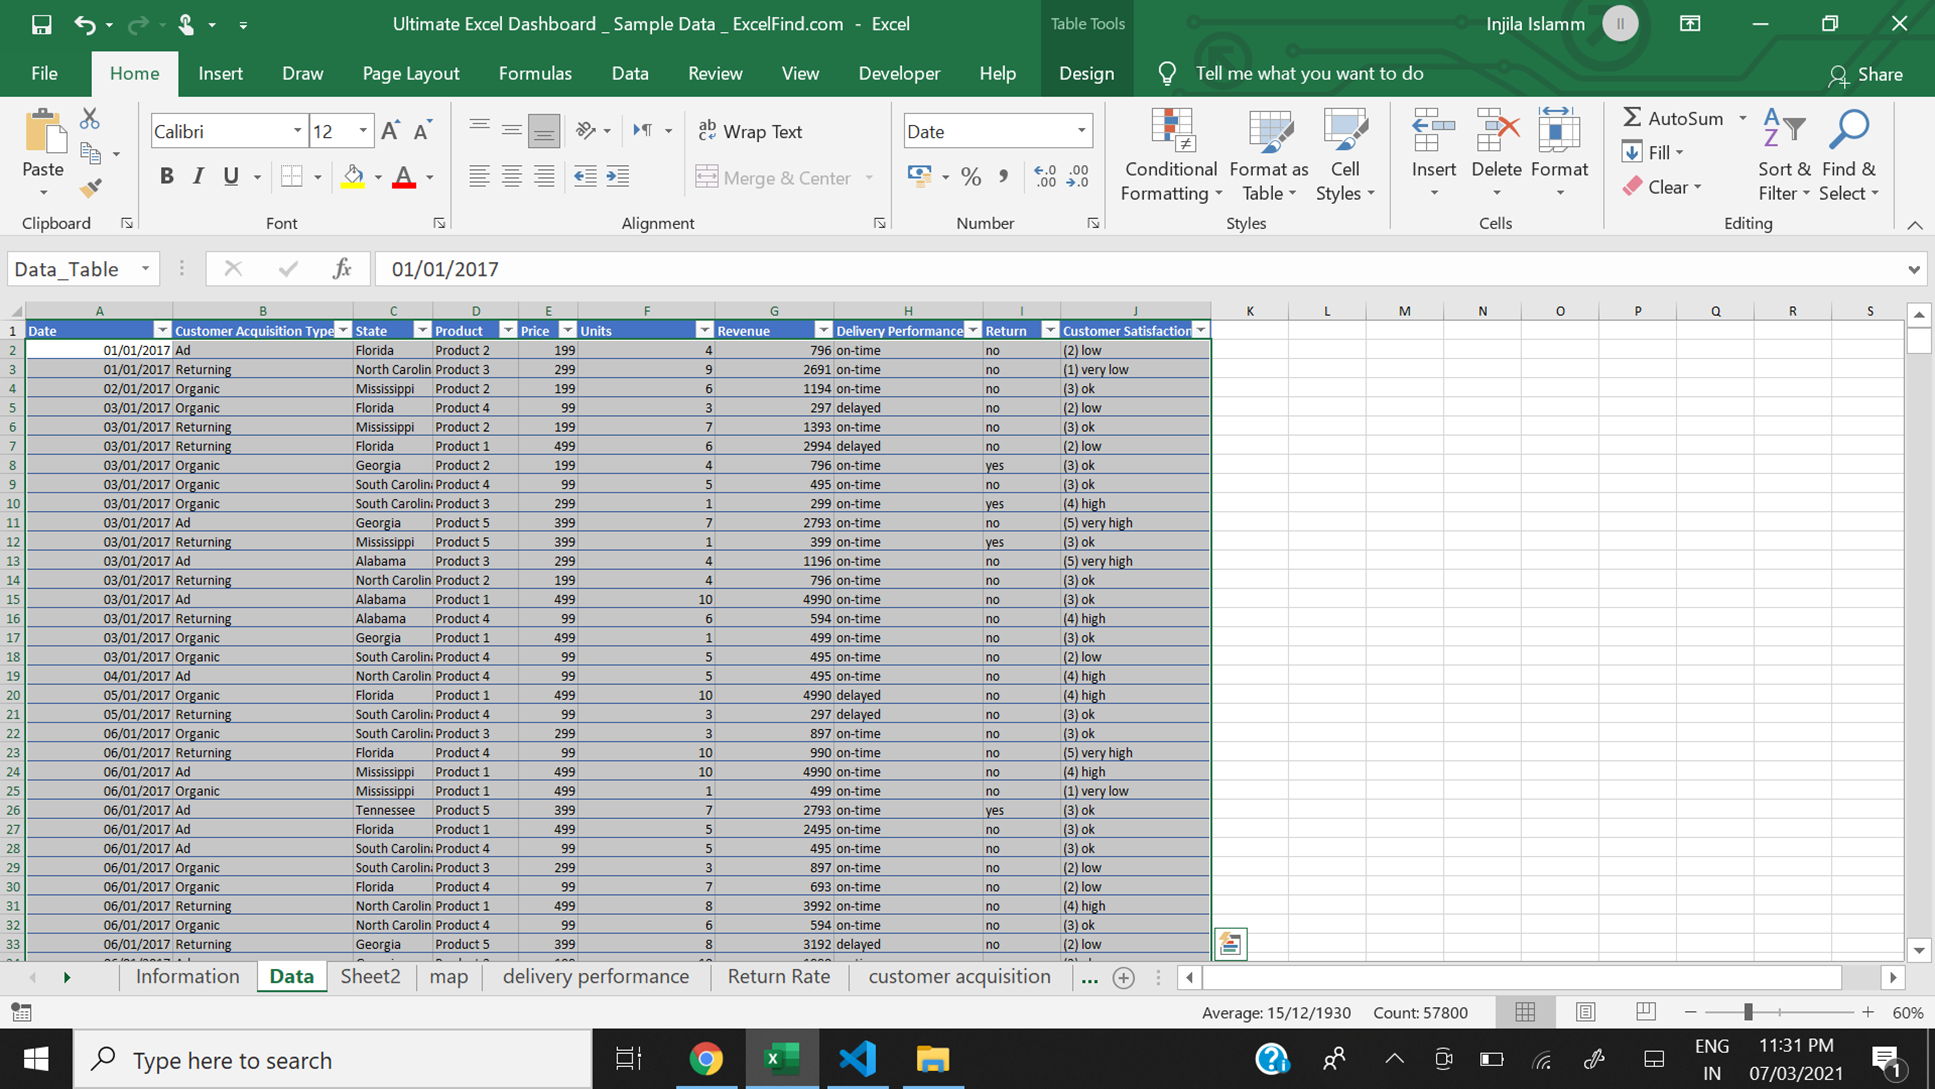 Ultimate Excel Dashboard _ Sample Data _ ExcelFind.com - Excel
Table Tools
Injila Islamm
II
File Home Insert Draw Page Layout Formulas Data Review View Developer Help Design Tell me what you want to do Share
Calibri 12 Wrap Text Date AutoSum
Paste Conditional Formatting Format as Table Cell Styles Insert Delete Format Fill Sort & Filter Find & Select
B I U A Merge & Center % Clear
Clipboard Font Alignment Number Styles Cells Editing
Data_Table fx 01/01/2017
A B C D E F G H I J K L M N O P Q R S
1 Date Customer Acquisition Type State Product Price Units Revenue Delivery Performance Return Customer Satisfaction
2 01/01/2017 Ad Florida Product 2 199 4 796 on-time no (2) low
3 01/01/2017 Returning North Carolin Product 3 299 9 2691 on-time no (1) very low
4 02/01/2017 Organic Mississippi Product 2 199 6 1194 on-time no (3) ok
5 03/01/2017 Organic Florida Product 4 99 3 297 delayed no (2) low
6 03/01/2017 Returning Mississippi Product 2 199 7 1393 on-time no (3) ok
7 03/01/2017 Returning Florida Product 1 499 6 2994 delayed no (2) low
8 03/01/2017 Organic Georgia Product 2 199 4 796 on-time yes (3) ok
9 03/01/2017 Organic South Carolin Product 4 99 5 495 on-time no (3) ok
10 03/01/2017 Organic South Carolin Product 3 299 1 299 on-time yes (4) high
11 03/01/2017 Ad Georgia Product 5 399 7 2793 on-time no (5) very high
12 03/01/2017 Returning Mississippi Product 5 399 1 399 on-time yes (3) ok
13 03/01/2017 Ad Alabama Product 3 299 4 1196 on-time no (5) very high
14 03/01/2017 Returning North Carolin Product 2 199 4 796 on-time no (3) ok
15 03/01/2017 Ad Alabama Product 1 499 10 4990 on-time no (3) ok
16 03/01/2017 Returning Alabama Product 4 99 6 594 on-time no (4) high
17 03/01/2017 Organic Georgia Product 1 499 1 499 on-time no (3) ok
18 03/01/2017 Organic South Carolin Product 4 99 5 495 on-time no (2) low
19 04/01/2017 Ad North Carolin Product 4 99 5 495 on-time no (4) high
20 05/01/2017 Organic Florida Product 1 499 10 4990 delayed no (4) high
21 05/01/2017 Returning South Carolin Product 4 99 3 297 delayed no (3) ok
22 06/01/2017 Organic South Carolin Product 3 299 3 897 on-time no (3) ok
23 06/01/2017 Returning Florida Product 4 99 10 990 on-time no (5) very high
24 06/01/2017 Ad Mississippi Product 1 499 10 4990 on-time no (4) high
25 06/01/2017 Organic Mississippi Product 1 499 1 499 on-time no (1) very low
26 06/01/2017 Ad Tennessee Product 5 399 7 2793 on-time yes (3) ok
27 06/01/2017 Ad Florida Product 1 499 5 2495 on-time no (3) ok
28 06/01/2017 Ad South Carolin Product 4 99 5 495 on-time no (3) ok
29 06/01/2017 Organic South Carolin Product 3 299 3 897 on-time no (2) low
30 06/01/2017 Organic Florida Product 4 99 7 693 on-time no (2) low
31 06/01/2017 Returning North Carolin Product 1 499 8 3992 on-time no (4) high
32 06/01/2017 Organic North Carolin Product 4 99 6 594 on-time no (3) ok
33 06/01/2017 Returning Georgia Product 5 399 8 3192 delayed no (2) low
Information Data Sheet2 map delivery performance Return Rate customer acquisition ...
Average: 15/12/1930 Count: 57800 60%
Type here to search
ENG 11:31 PM
IN 07/03/2021 1